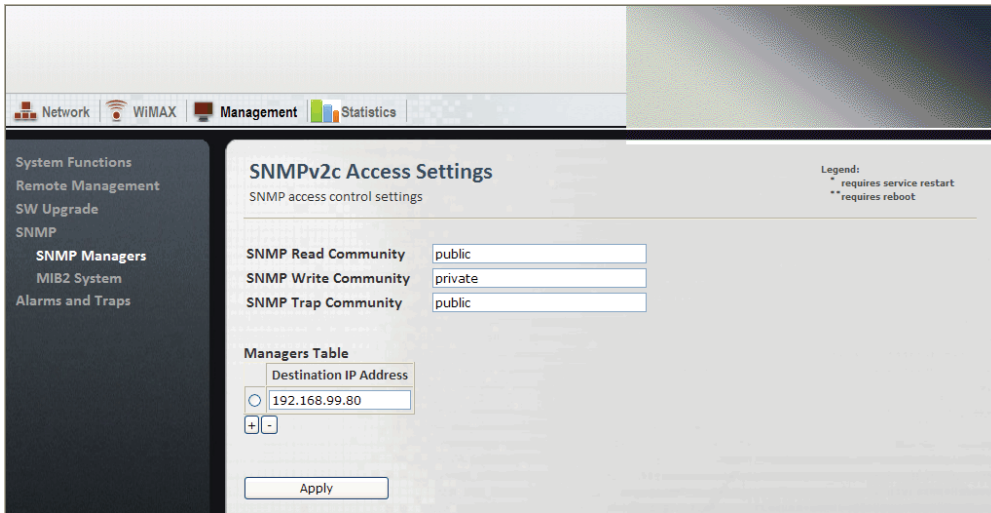 Network WiMAX Management Statistics
System Functions
Remote Management
SW Upgrade
SNMP
SNMP Managers
MIB2 System
Alarms and Traps
SNMPv2c Access Settings
SNMP access control settings
Legend:
* requires service restart
** requires reboot
SNMP Read Community public
SNMP Write Community private
SNMP Trap Community public
Managers Table
Destination IP Address
192.168.99.80
+ -
Apply